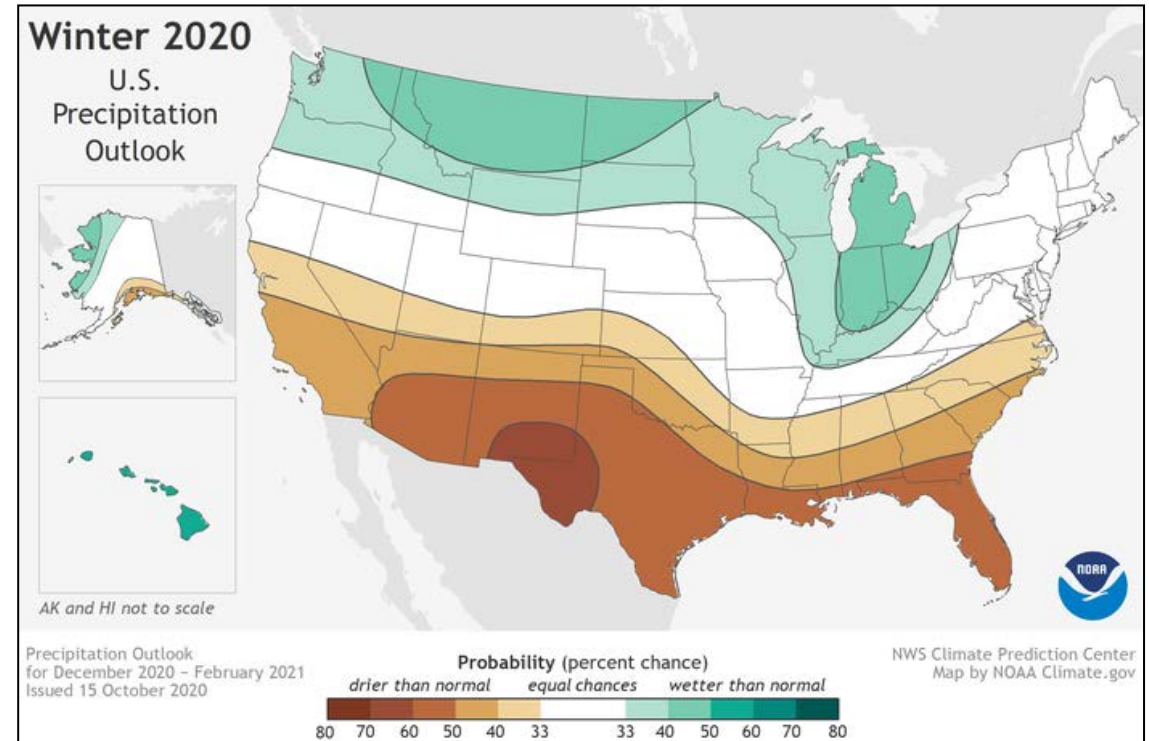 Winter 2020
U.S.
Precipitation
Outlook
AK and HI not to scale
NOAA
Precipitation Outlook
for December 2020 – February 2021
Issued 15 October 2020
Probability (percent chance)
drier than normal equal chances wetter than normal
80 70 60 50 40 33 33 40 50 60 70 80
NWS Climate Prediction Center
Map by NOAA Climate.gov